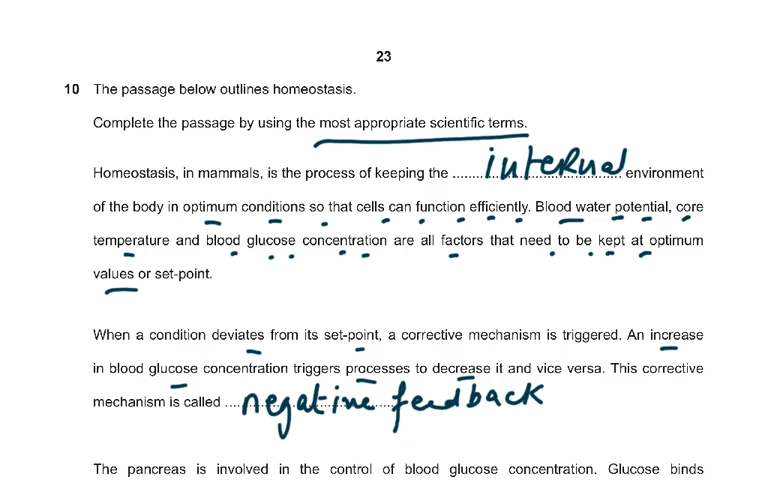 23
10 The passage below outlines homeostasis.
Complete the passage by using the most appropriate scientific terms.
Homeostasis, in mammals, is the process of keeping the ........internal........ environment
of the body in optimum conditions so that cells can function efficiently. Blood water potential, core
temperature and blood glucose concentration are all factors that need to be kept at optimum
values or set-point.
When a condition deviates from its set-point, a corrective mechanism is triggered. An increase
in blood glucose concentration triggers processes to decrease it and vice versa. This corrective
mechanism is called ....negative feedback
The pancreas is involved in the control of blood glucose concentration. Glucose binds